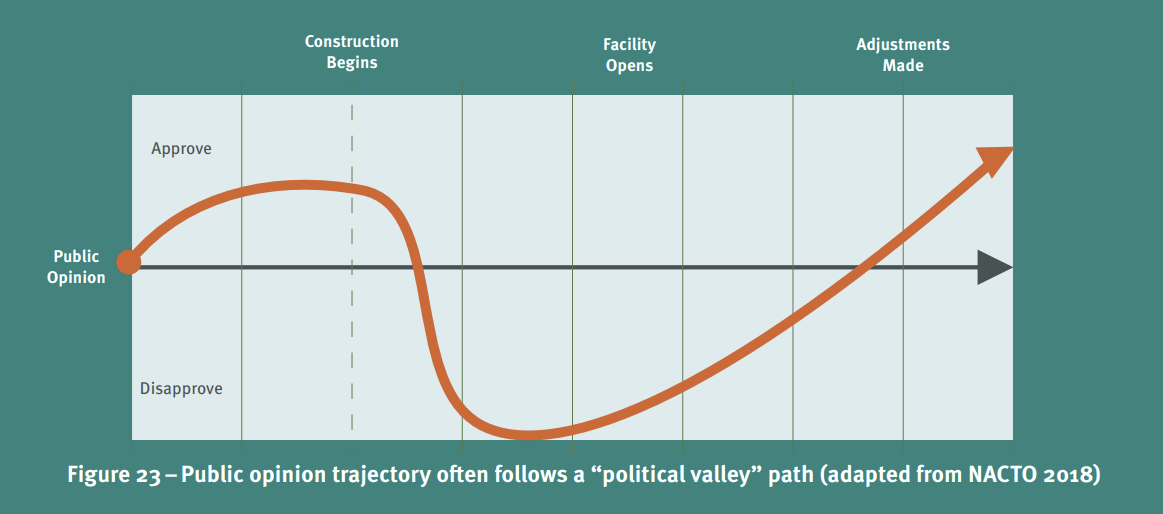 Construction
Begins
Facility
Opens
Adjustments
Made
Approve
Public
Opinion
Disapprove
Figure 23 – Public opinion trajectory often follows a “political valley” path (adapted from NACTO 2018)